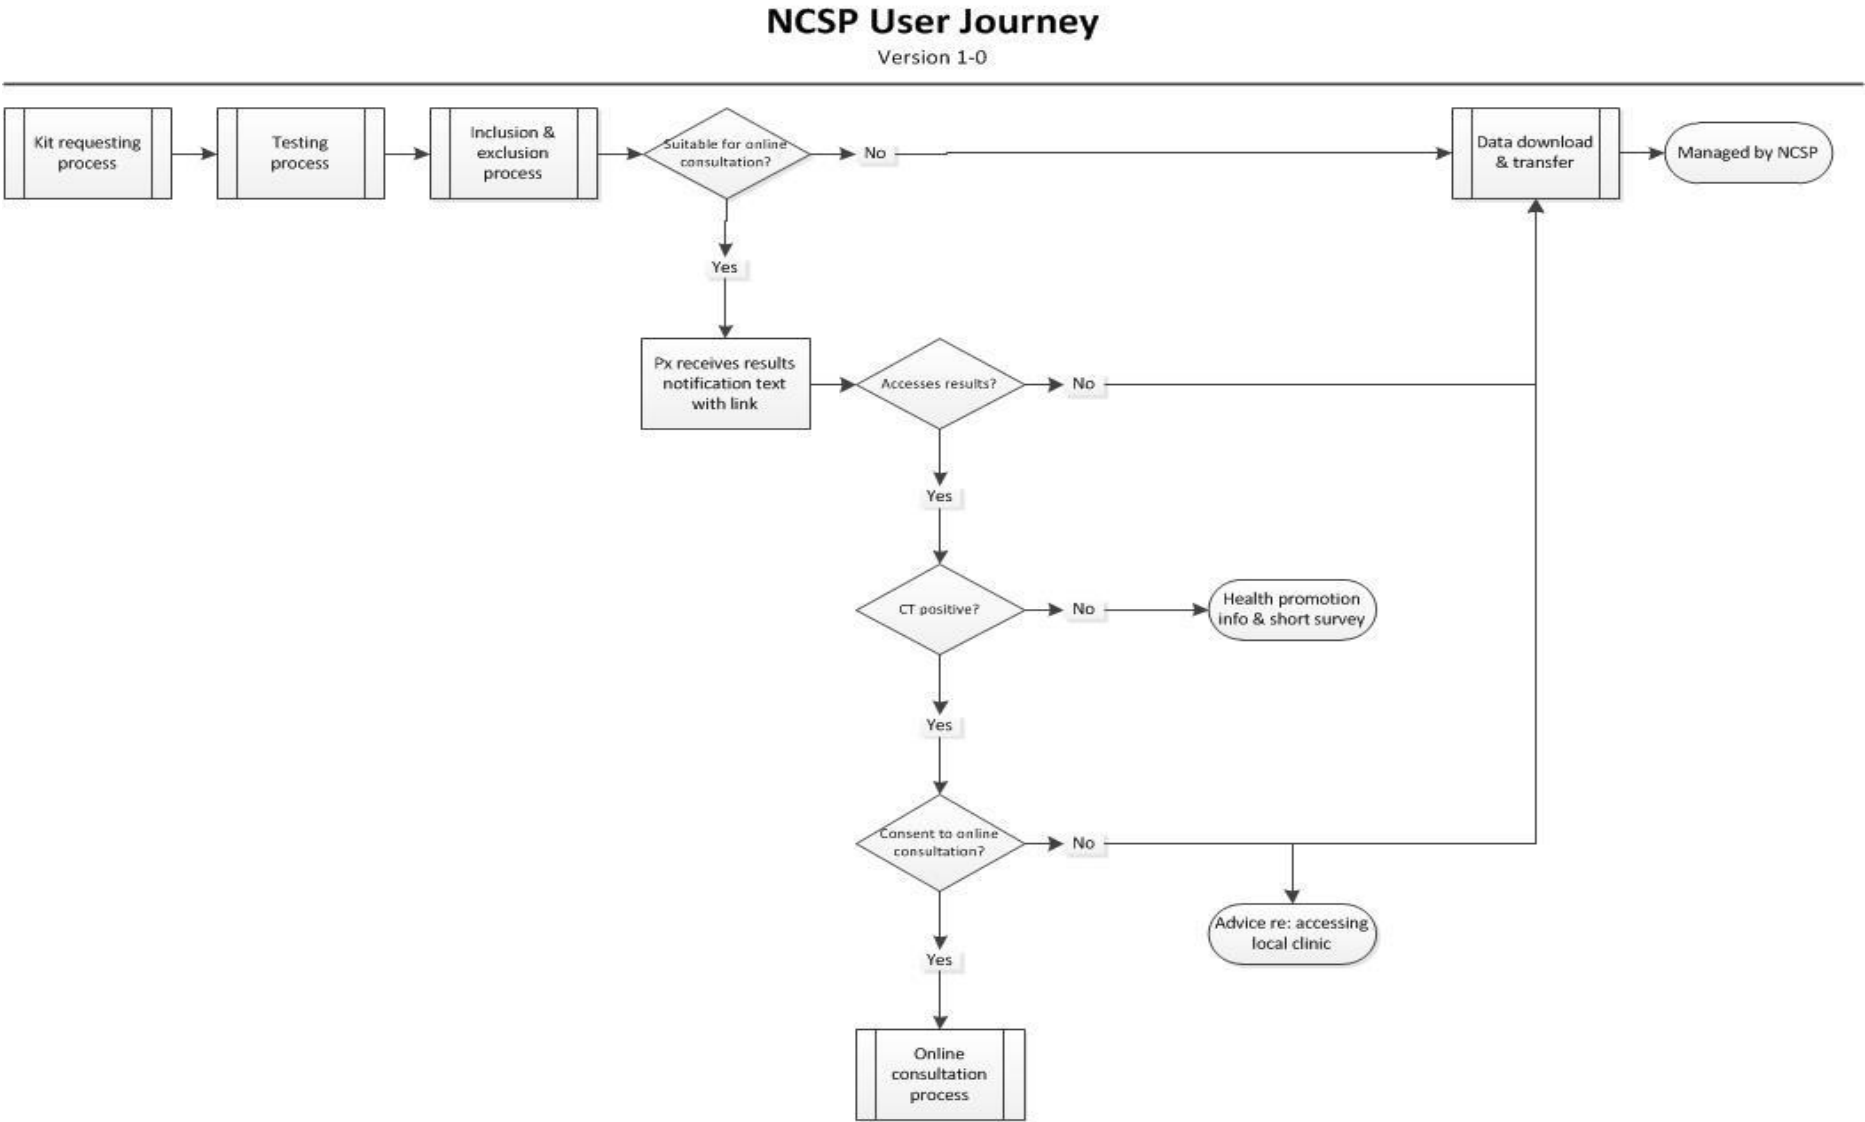 NCSP User Journey
Version 1-0
Kit requesting
process
Testing
process
Inclusion &
exclusion
process
Suitable for online
consultation?
No
Data download
& transfer
Managed by NCSP
Yes
Px receives results
notification text
with link
Accesses results?
No
Yes
CT positive?
No
Health promotion
info & short survey
Yes
Consent to online
consultation?
No
Advice re: accessing
local clinic
Yes
Online
consultation
process